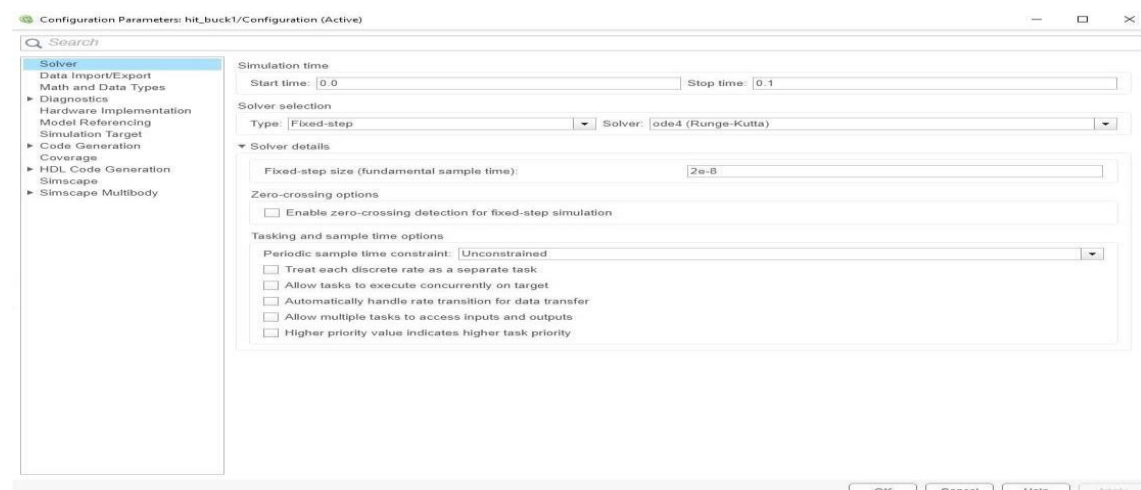 Configuration Parameters: hit_buck1/Configuration (Active)
Search
Solver
Data Import/Export
Math and Data Types
Diagnostics
Hardware Implementation
Model Referencing
Simulation Target
Code Generation
Coverage
HDL Code Generation
Simscape
Simscape Multibody
Simulation time
Start time: 0.0 Stop time: 0.1
Solver selection
Type: Fixed-step Solver: ode4 (Runge-Kutta)
Solver details
Fixed-step size (fundamental sample time): 2e-8
Zero-crossing options
Enable zero-crossing detection for fixed-step simulation
Tasking and sample time options
Periodic sample time constraint: Unconstrained
Treat each discrete rate as a separate task
Allow tasks to execute concurrently on target
Automatically handle rate transition for data transfer
Allow multiple tasks to access inputs and outputs
Higher priority value indicates higher task priority
OK Cancel Help